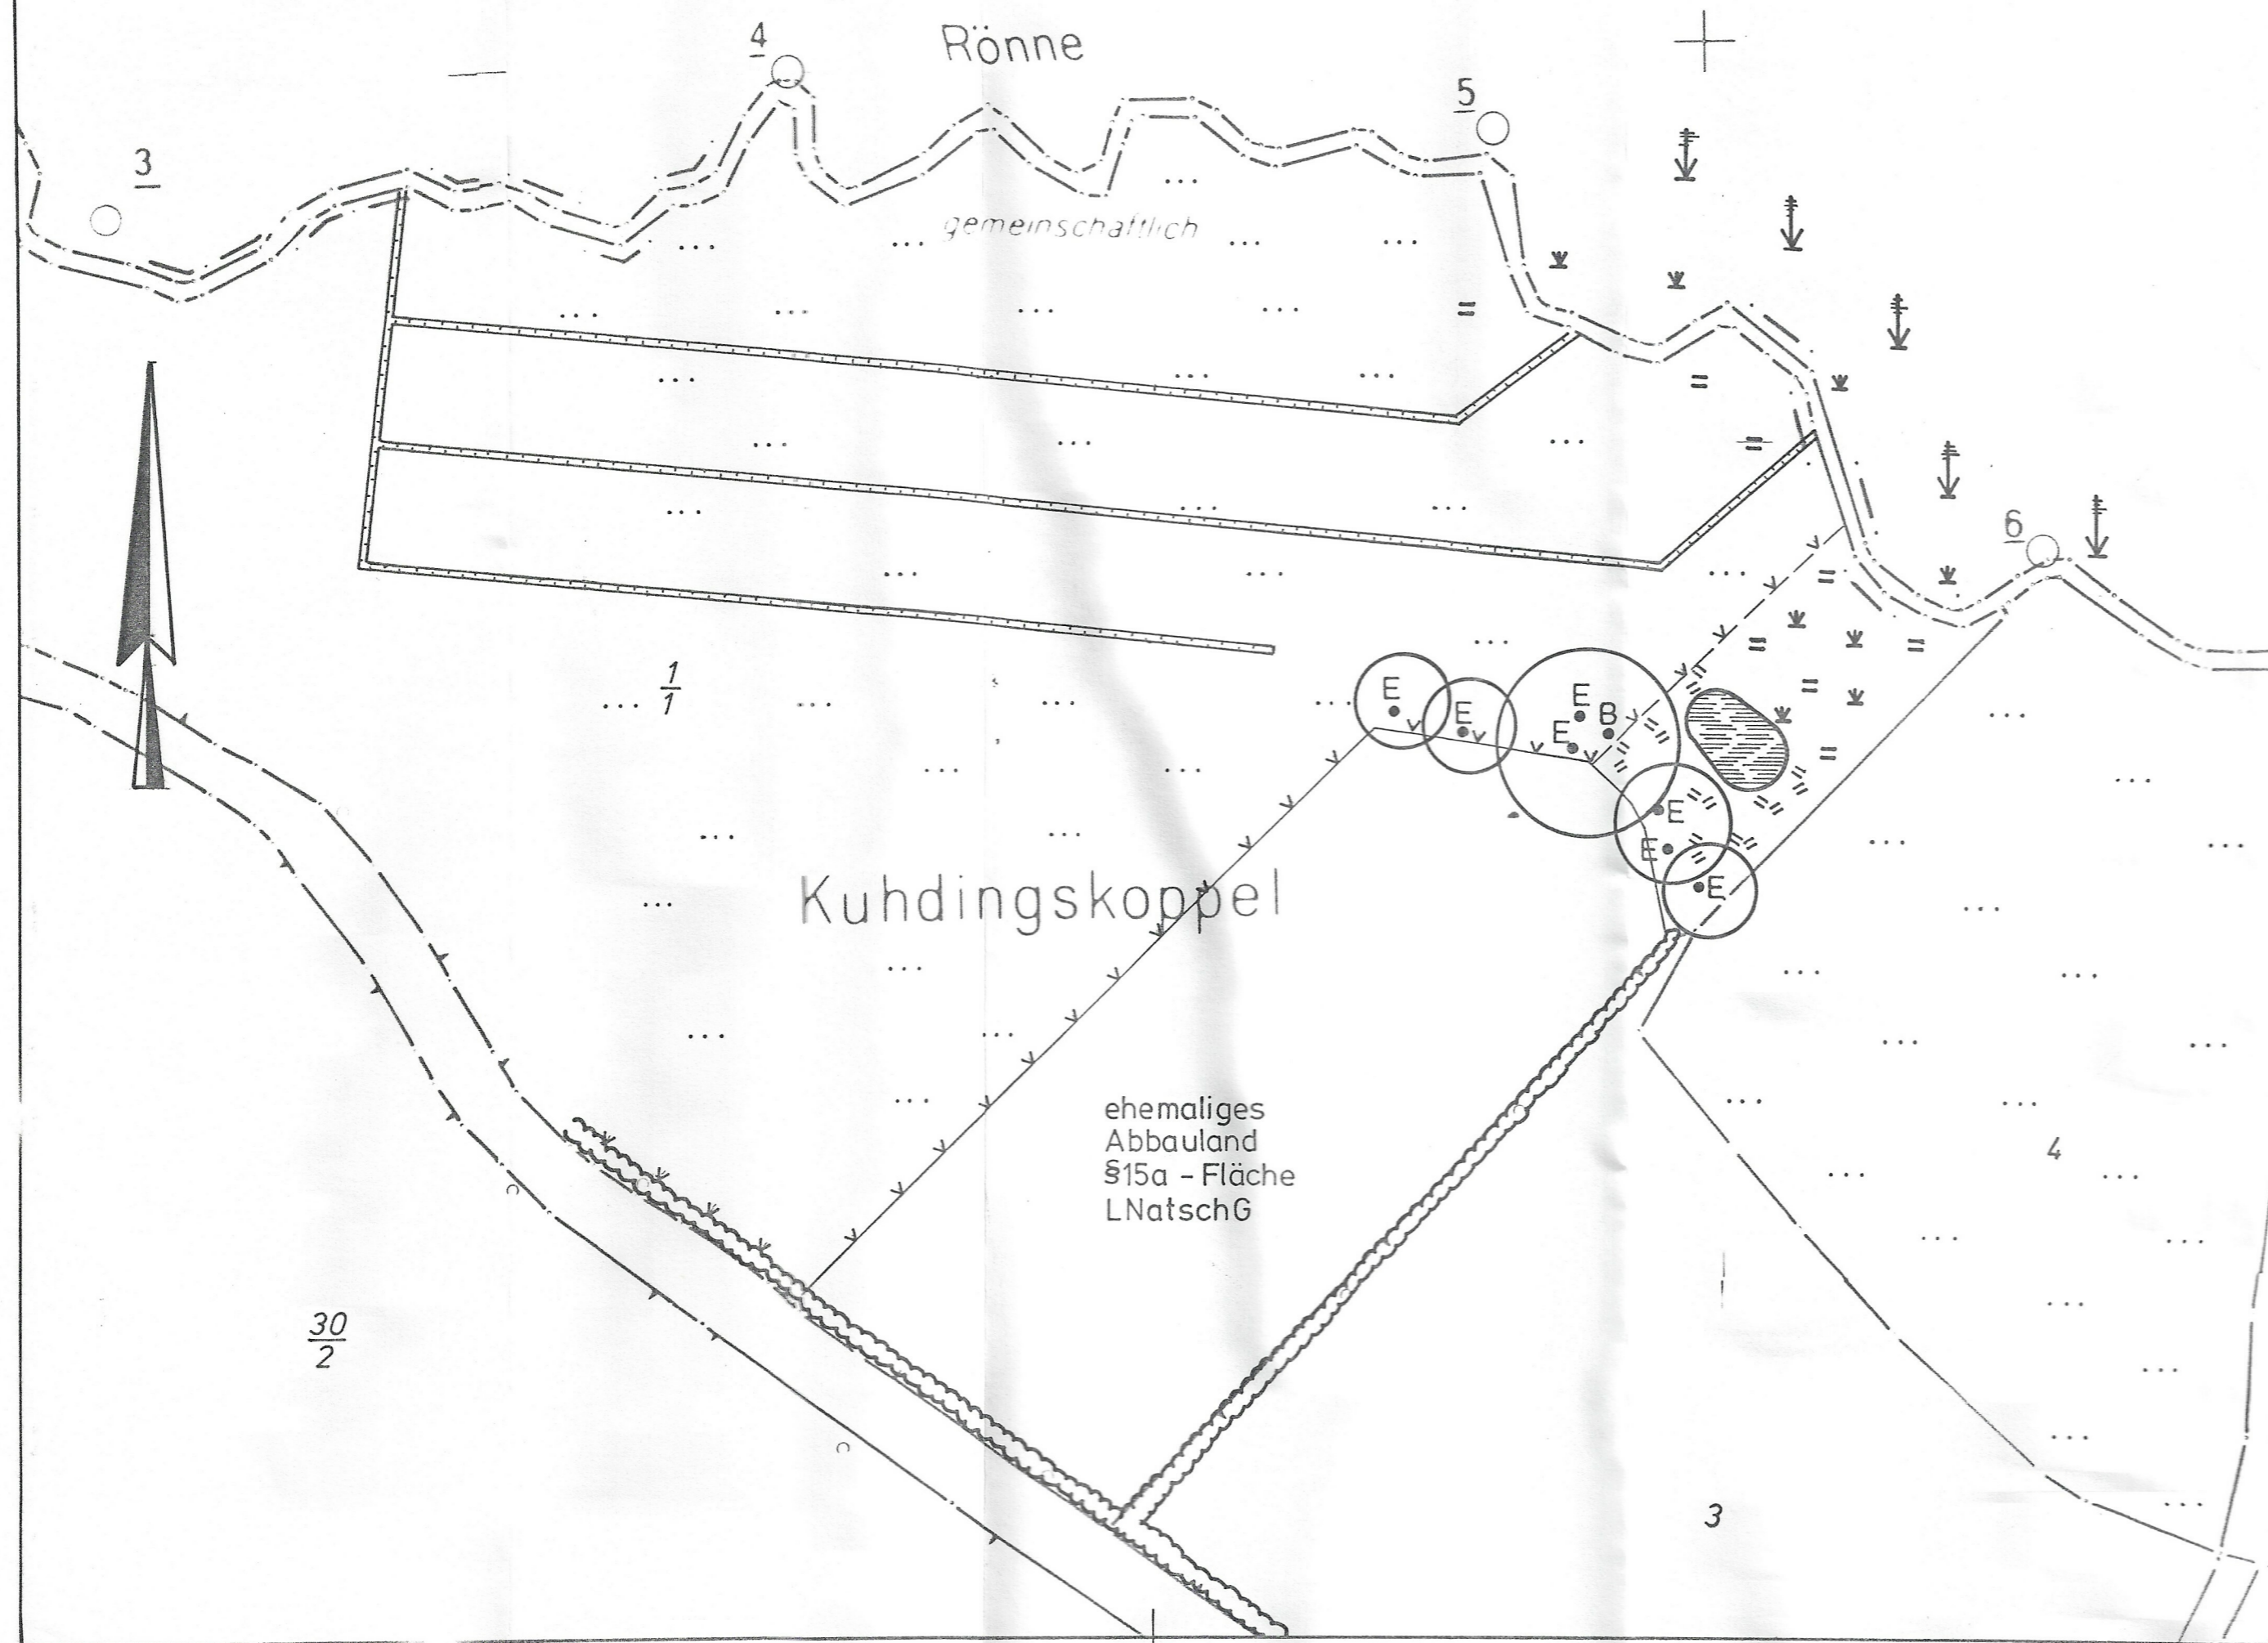 4
Rönne
5
3
gemeinschaftlich
6
1
1
E
E
E
B
E
E
E
E
Kuhdingskoppel
ehemaliges
Abbauland
§15a - Fläche
LNatschG
4
30
2
3